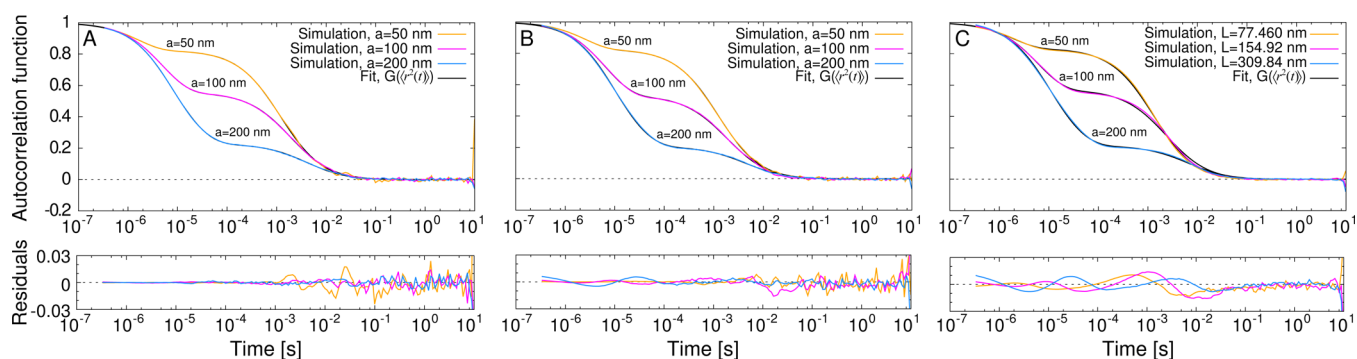 Autocorrelation function
1
0.8
0.6
0.4
0.2
0
-0.2
A
Simulation, a=50 nm
Simulation, a=100 nm
Simulation, a=200 nm
Fit, G(⟨⟨r²(t)⟩⟩)
a=50 nm
a=100 nm
a=200 nm
10⁻⁷ 10⁻⁶ 10⁻⁵ 10⁻⁴ 10⁻³ 10⁻² 10⁻¹ 10⁰ 10¹
B
Simulation, a=50 nm
Simulation, a=100 nm
Simulation, a=200 nm
Fit, G(⟨⟨r²(t)⟩⟩)
a=50 nm
a=100 nm
a=200 nm
10⁻⁷ 10⁻⁶ 10⁻⁵ 10⁻⁴ 10⁻³ 10⁻² 10⁻¹ 10⁰ 10¹
C
Simulation, L=77.460 nm
Simulation, L=154.92 nm
Simulation, L=309.84 nm
Fit, G(⟨⟨r²(t)⟩⟩)
a=50 nm
a=100 nm
a=200 nm
10⁻⁷ 10⁻⁶ 10⁻⁵ 10⁻⁴ 10⁻³ 10⁻² 10⁻¹ 10⁰ 10¹
Residuals
0.03
0
-0.03
10⁻⁷ 10⁻⁶ 10⁻⁵ 10⁻⁴ 10⁻³ 10⁻² 10⁻¹ 10⁰ 10¹
Time [s]
10⁻⁷ 10⁻⁶ 10⁻⁵ 10⁻⁴ 10⁻³ 10⁻² 10⁻¹ 10⁰ 10¹
Time [s]
10⁻⁷ 10⁻⁶ 10⁻⁵ 10⁻⁴ 10⁻³ 10⁻² 10⁻¹ 10⁰ 10¹
Time [s]